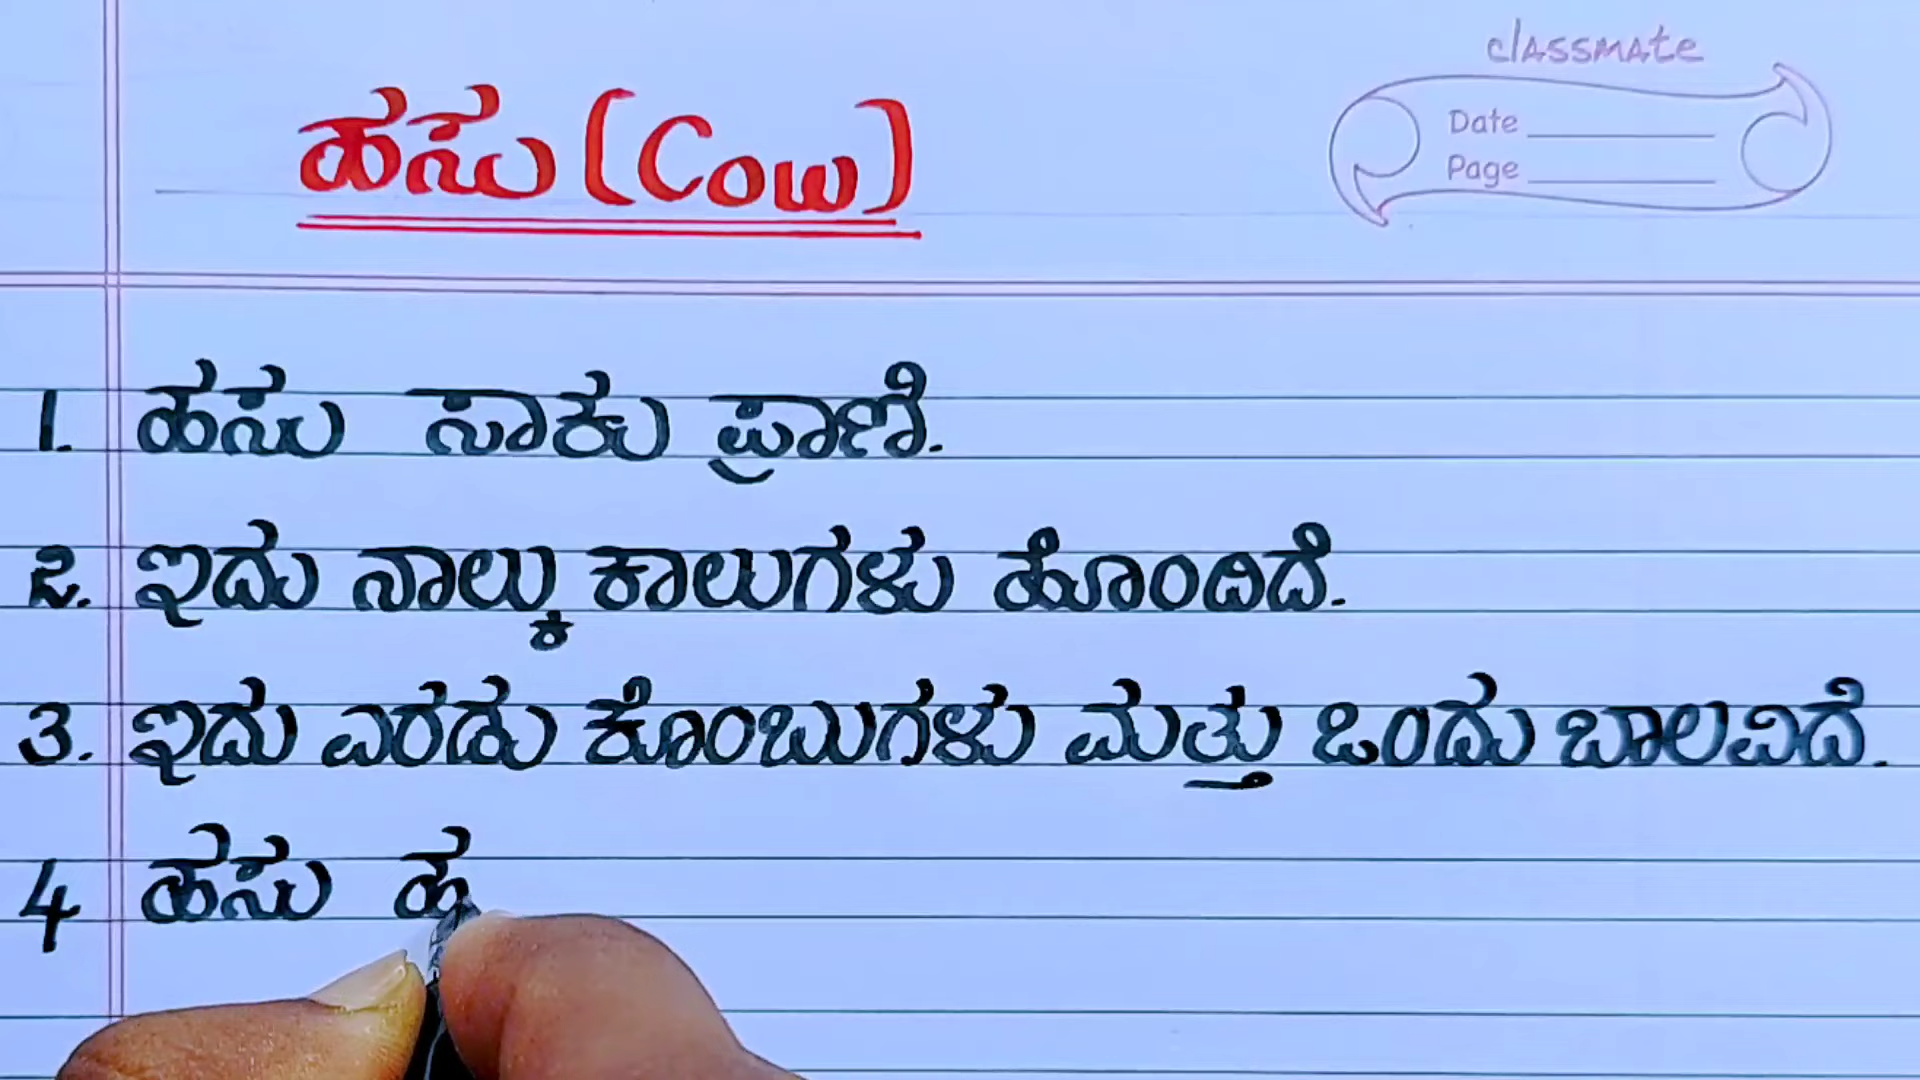 classmate
Date
Page
ಹಸು (Cow)
1. ಹಸು ಸಾಕು ಪ್ರಾಣಿ.
2. ಇದು ನಾಲ್ಕು ಕಾಲುಗಳು ಹೊಂದಿದೆ.
3. ಇದು ಎರಡು ಕೊಂಬುಗಳು ಮತ್ತು ಒಂದು ಬಾಲವಿದೆ.
4 ಹಸು